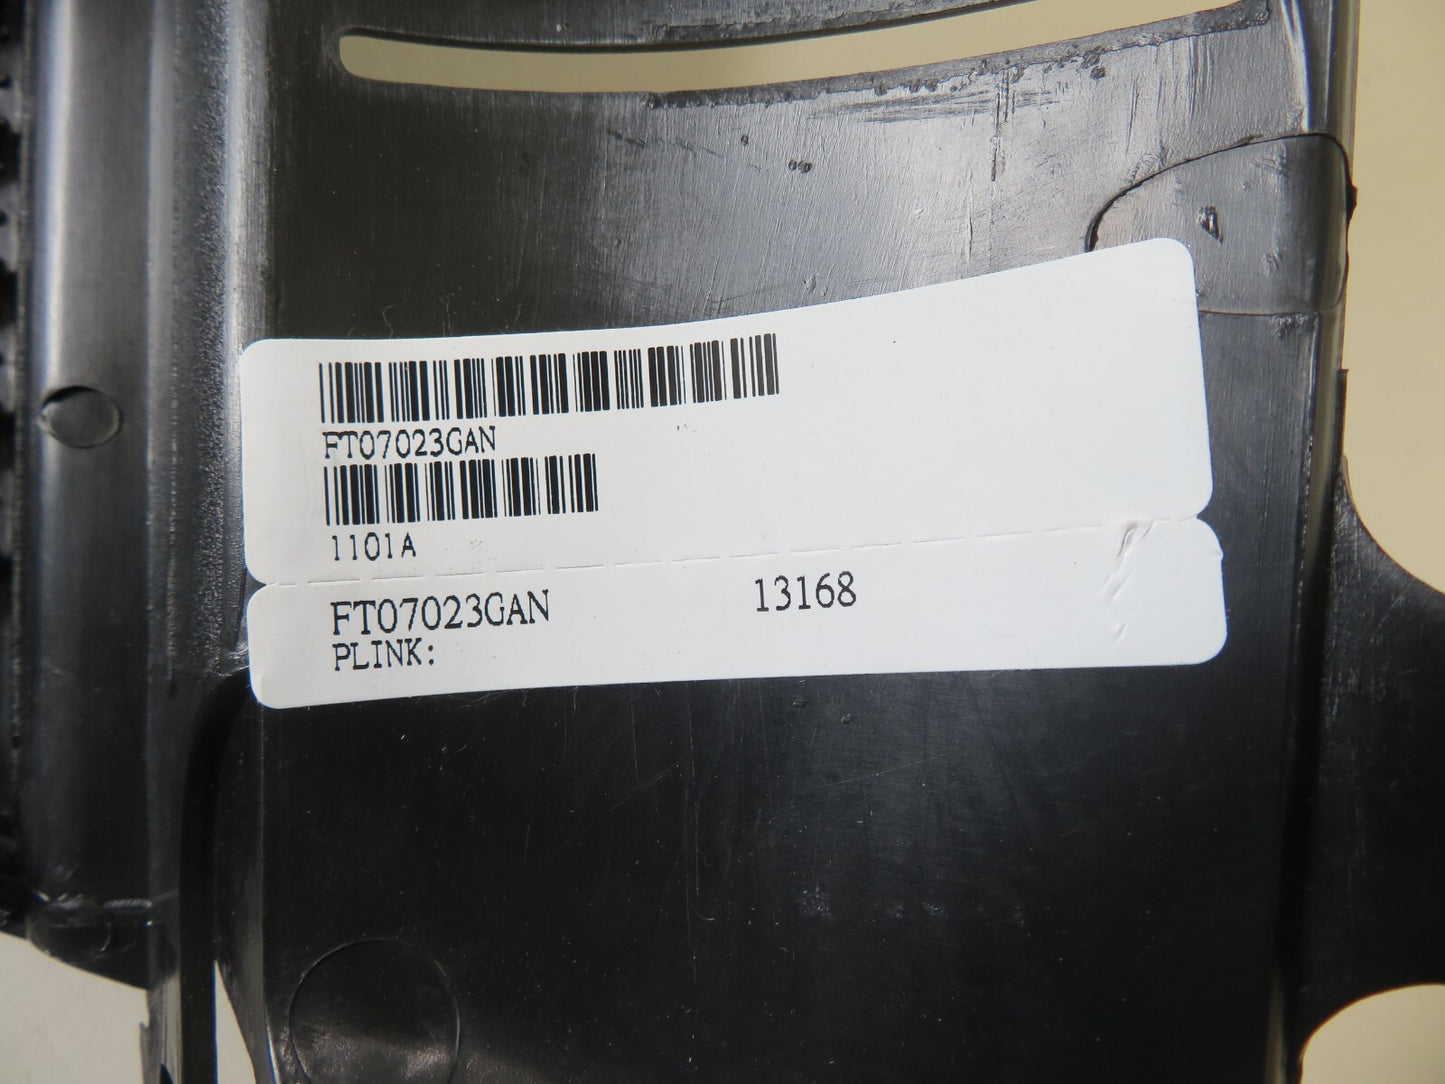 FT07023GAN
1101A
FT07023GAN 13168
PLINK: